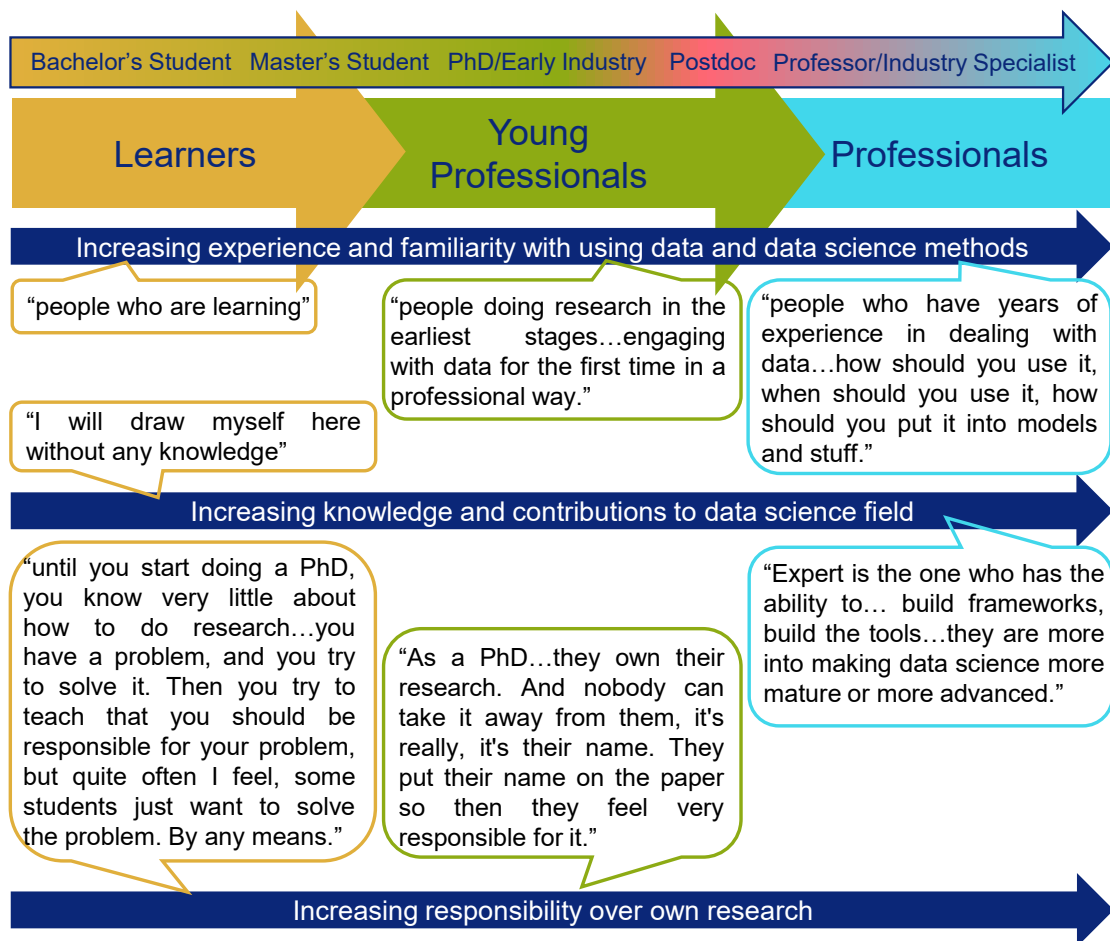 Bachelor’s Student Master’s Student PhD/Early Industry Postdoc Professor/Industry Specialist
Learners
Young
Professionals
Professionals
Increasing experience and familiarity with using data and data science methods
“people who are learning”
“people doing research in the
earliest stages…engaging
with data for the first time in a
professional way.”
“people who have years of
experience in dealing with
data…how should you use it,
when should you use it, how
should you put it into models
and stuff.”
“I will draw myself here
without any knowledge”
Increasing knowledge and contributions to data science field
“until you start doing a PhD,
you know very little about
how to do research…you
have a problem, and you try
to solve it. Then you try to
teach that you should be
responsible for your problem,
but quite often I feel, some
students just want to solve
the problem. By any means.”
“As a PhD…they own their
research. And nobody can
take it away from them, it's
really, it's their name. They
put their name on the paper
so then they feel very
responsible for it.”
“Expert is the one who has the
ability to… build frameworks,
build the tools…they are more
into making data science more
mature or more advanced.”
Increasing responsibility over own research